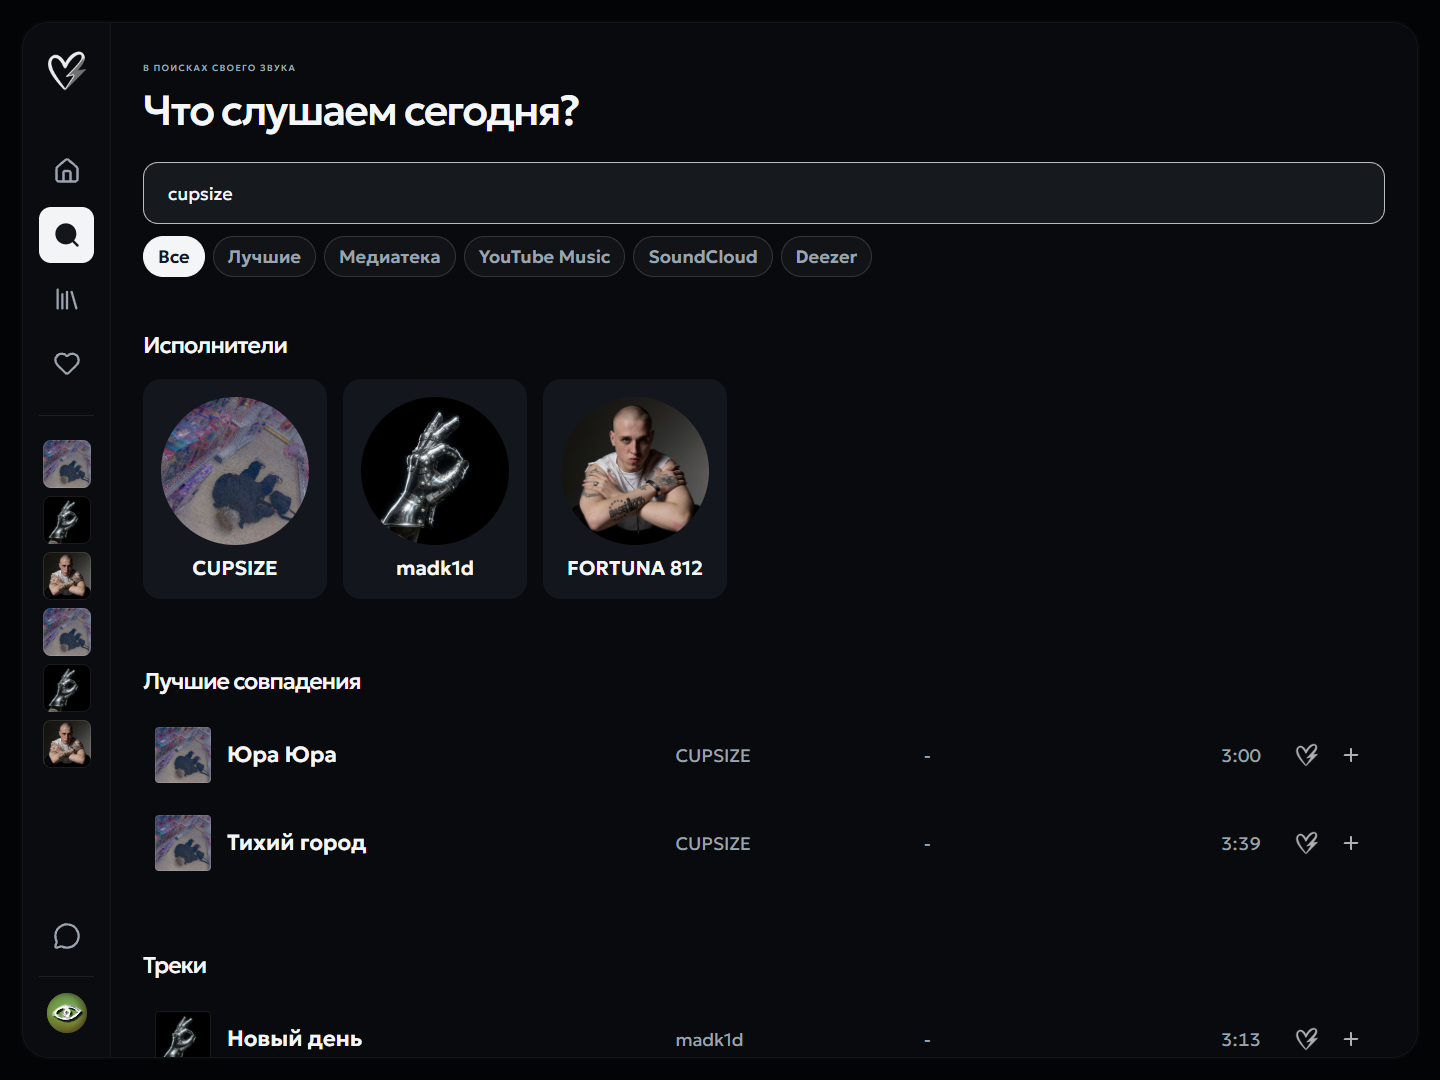 В ПОИСКАХ СВОЕГО ЗВУКА
Что слушаем сегодня?
cupsize
Все Лучшие Медиатека YouTube Music SoundCloud Deezer
Исполнители
CUPSIZE madk1d FORTUNA 812
Лучшие совпадения
Юра Юра CUPSIZE - 3:00
Тихий город CUPSIZE - 3:39
Треки
Новый день madk1d - 3:13